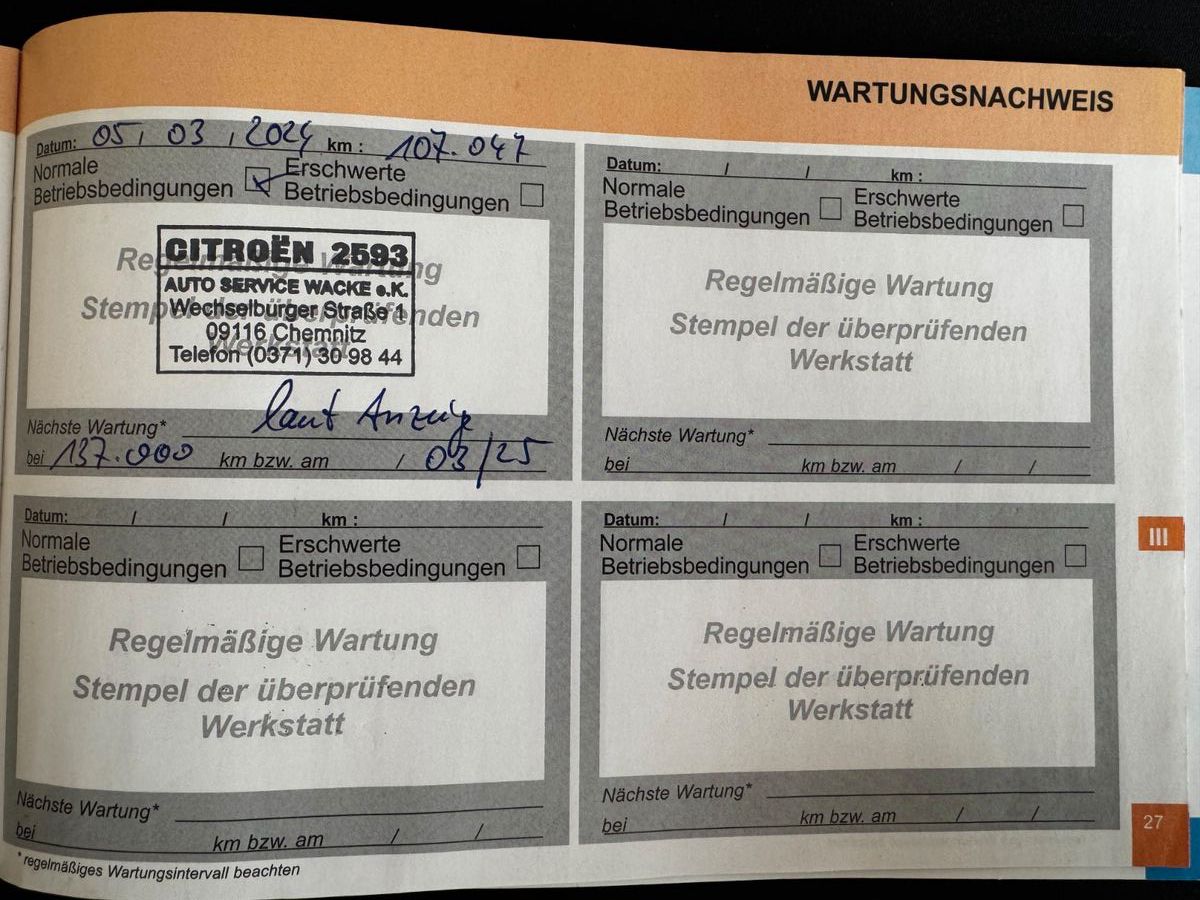 WARTUNGSNACHWEIS
Datum: 05, 03, 2024 km : 107.047
Normale Betriebsbedingungen Erschwerte Betriebsbedingungen
Regelmäßige Wartung
Stempel der überprüfenden
Werkstatt
CITROËN 2593
AUTO SERVICE WACKE e.K.
Wechselburger Straße 1
09116 Chemnitz
Telefon (0371) 30 98 44
Nächste Wartung* laut Anzeige
bei 137.000 km bzw. am / 03/25
Datum: / / km :
Normale Betriebsbedingungen Erschwerte Betriebsbedingungen
Regelmäßige Wartung
Stempel der überprüfenden
Werkstatt
Nächste Wartung*
bei km bzw. am / /
Datum: / / km :
Normale Betriebsbedingungen Erschwerte Betriebsbedingungen
Regelmäßige Wartung
Stempel der überprüfenden
Werkstatt
Nächste Wartung*
bei km bzw. am / /
Datum: / / km :
Normale Betriebsbedingungen Erschwerte Betriebsbedingungen
Regelmäßige Wartung
Stempel der überprüfenden
Werkstatt
Nächste Wartung*
bei km bzw. am / /
* regelmäßiges Wartungsintervall beachten
III
27